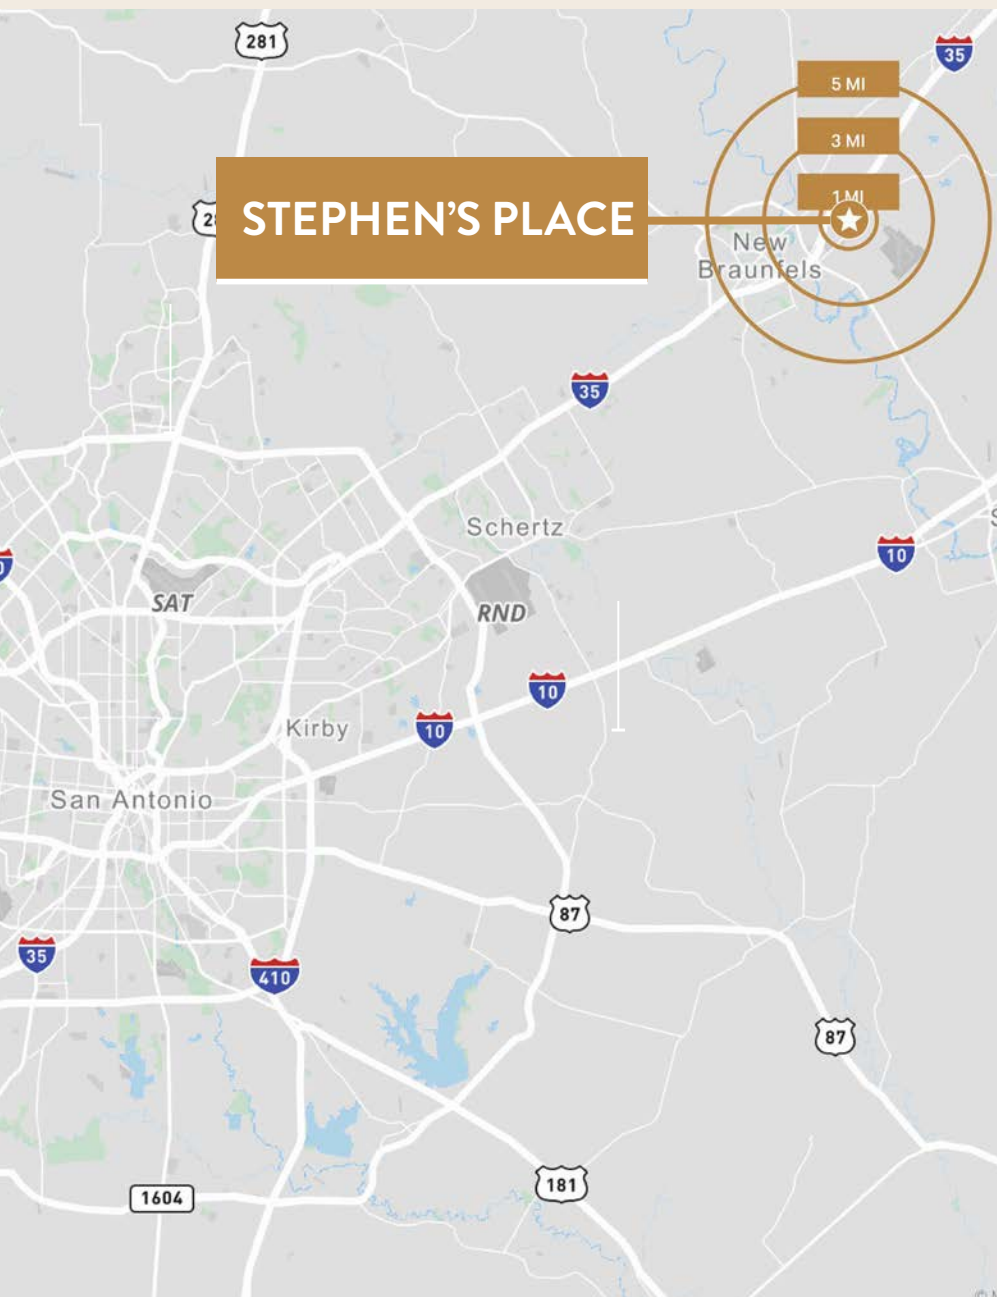 281
35
5 MI
3 MI
1 MI
STEPHEN'S PLACE
New
Braunfels
35
Schertz
10
SAT
RND
10
10
Kirby
San Antonio
87
35
410
87
181
1604